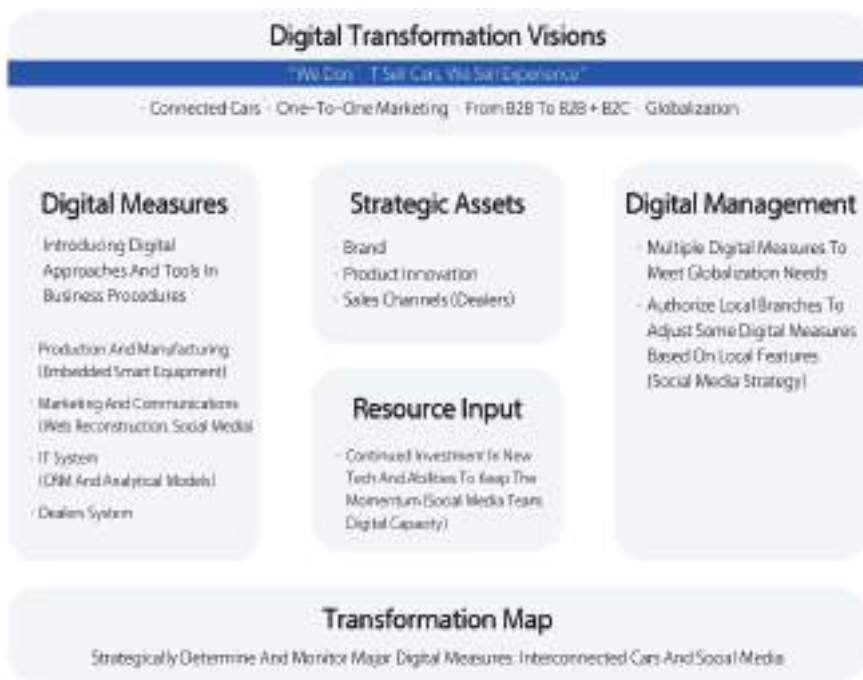 Digital Transformation Visions
"We Don' T Sell Cars, We Sell Experience"
· Connected Cars · One-To-One Marketing · From B2B To B2B + B2C · Globalization
Digital Measures
· Introducing Digital
Approaches And Tools In
Business Procedures
· Production And Manufacturing
(Embedded Smart Equipment)
· Marketing And Communications
(Web Reconstruction, Social Media)
· IT System
(CRM And Analytical Models)
· Dealers System
Strategic Assets
· Brand
· Product Innovation
· Sales Channels (Dealers)
Resource Input
· Continued Investment In New
Tech And Abilities To Keep The
Momentum (Social Media Team,
Digital Capacity)
Digital Management
· Multiple Digital Measures To
Meet Globalization Needs
· Authorize Local Branches To
Adjust Some Digital Measures
Based On Local Features
(Social Media Strategy)
Transformation Map
Strategically Determine And Monitor Major Digital Measures: Interconnected Cars And Social Media